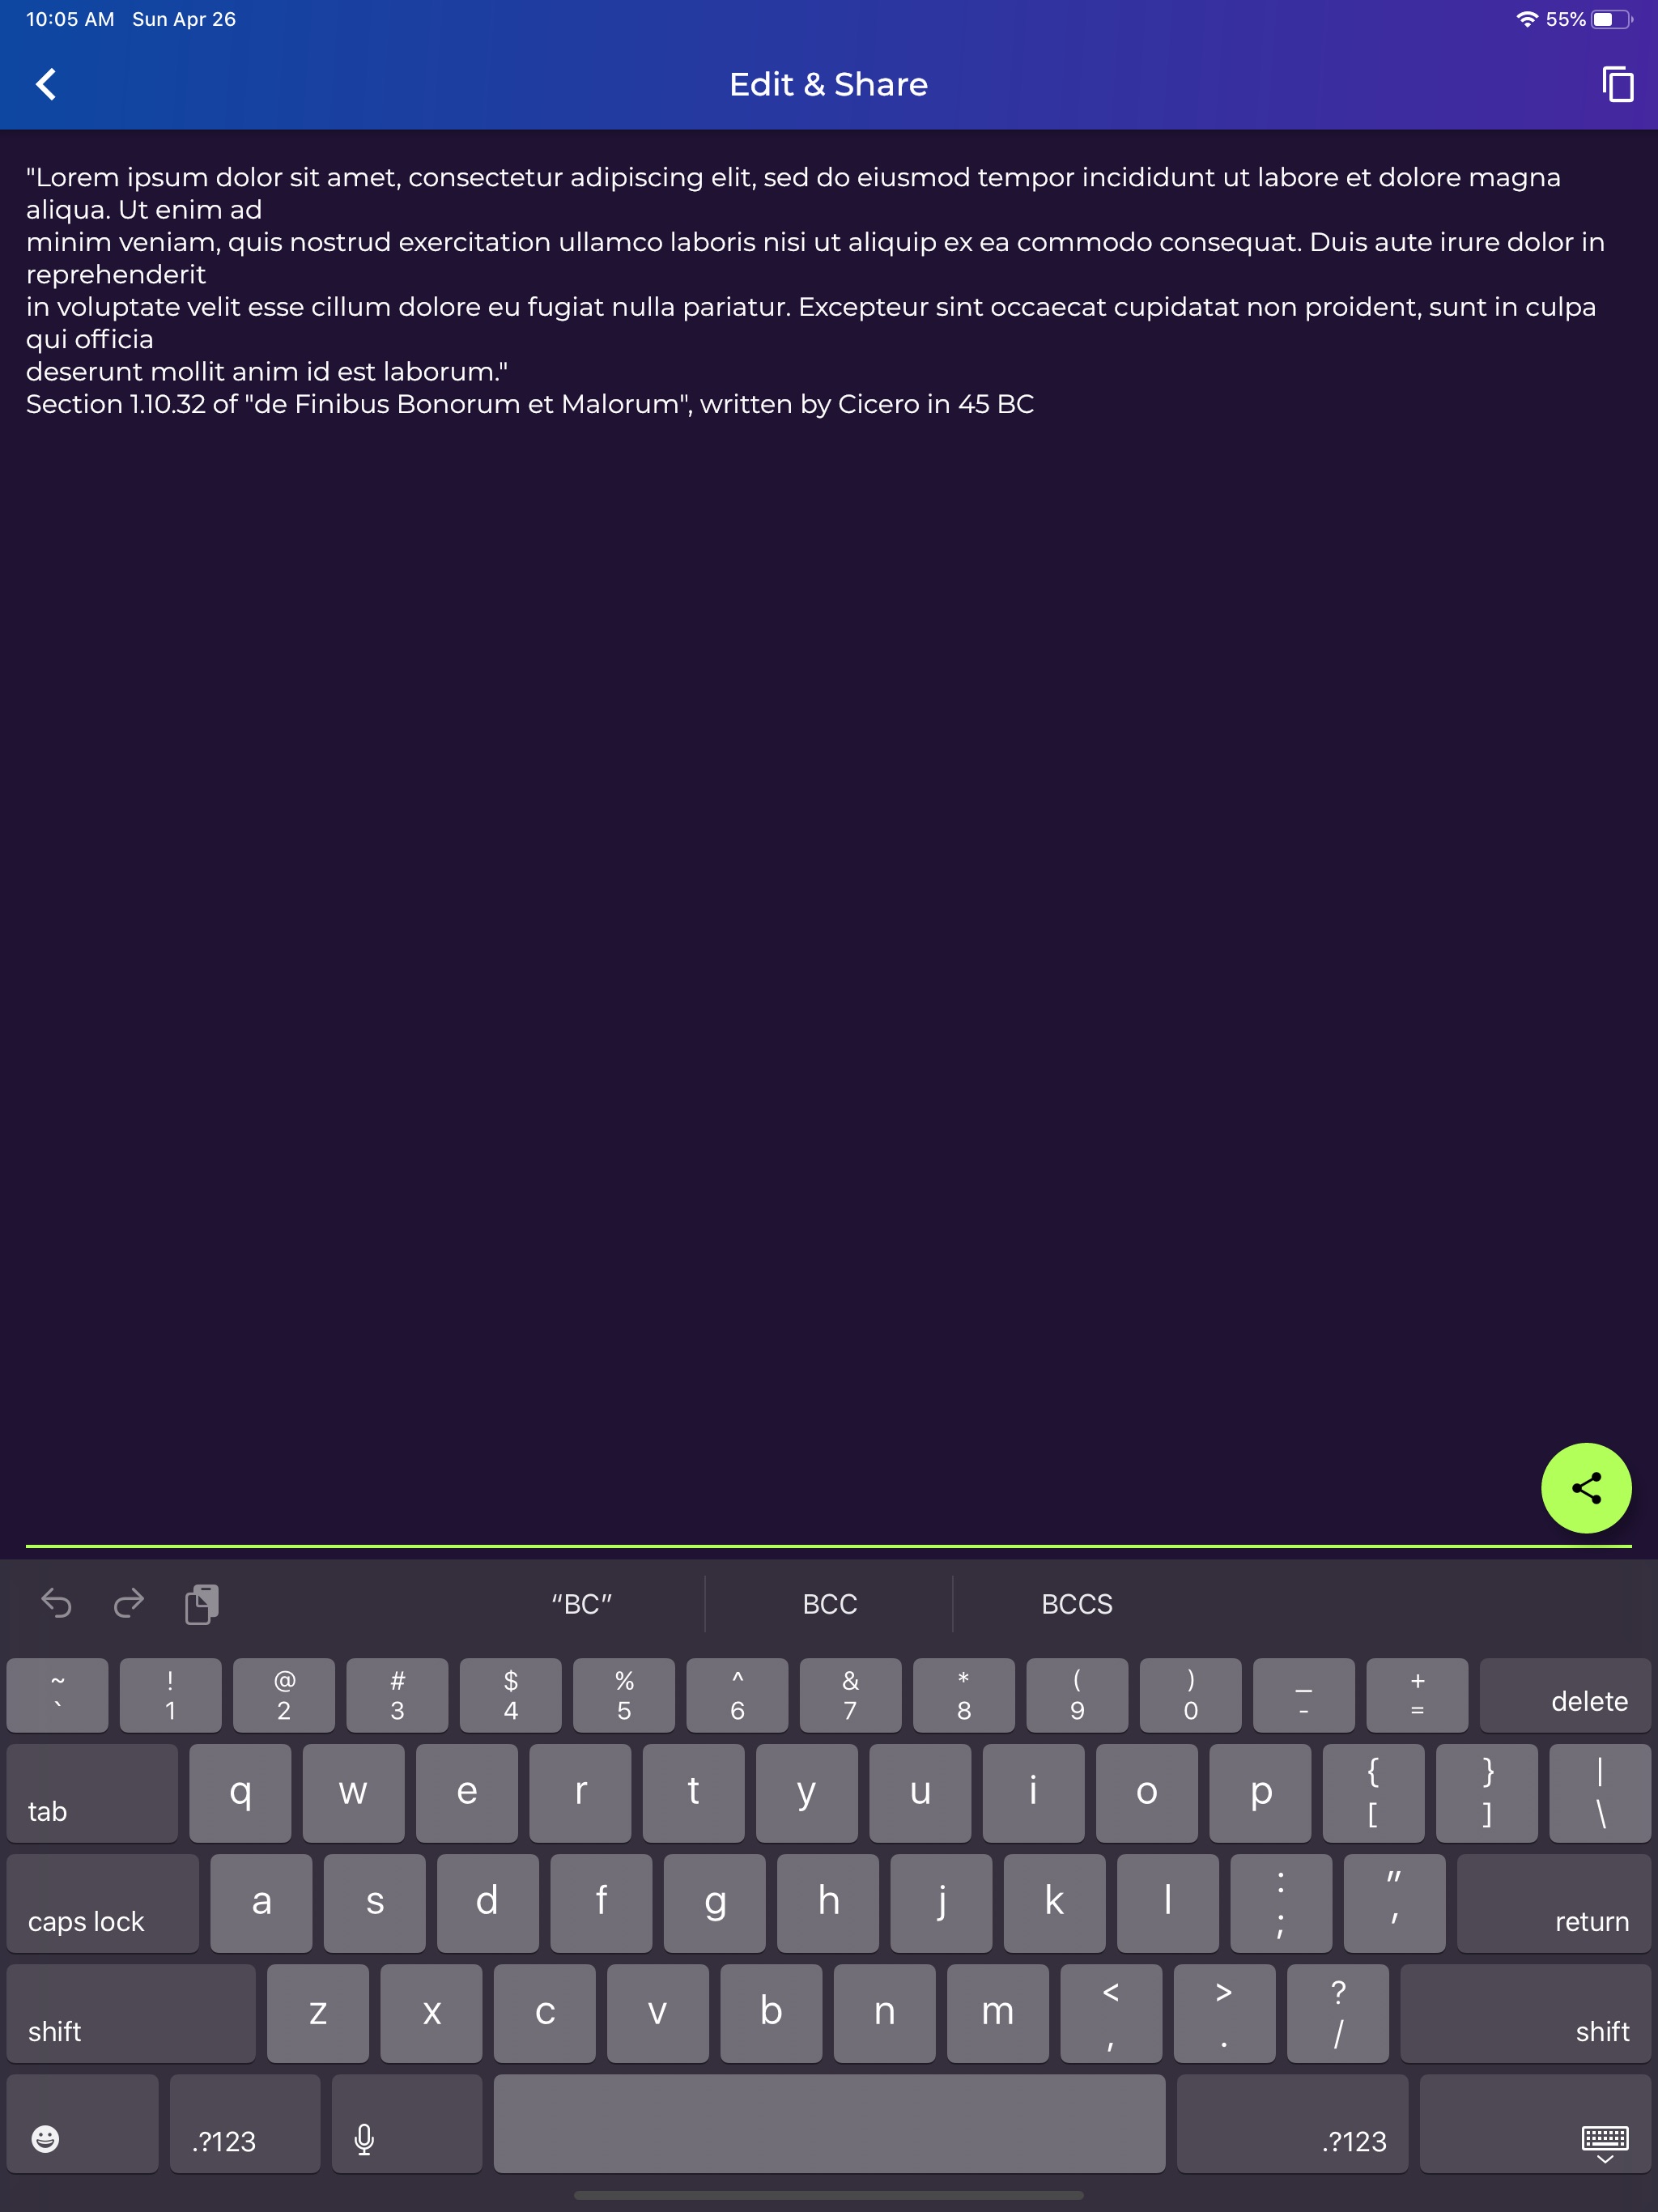 10:05 AM Sun Apr 26 55%
Edit & Share
"Lorem ipsum dolor sit amet, consectetur adipiscing elit, sed do eiusmod tempor incididunt ut labore et dolore magna
aliqua. Ut enim ad
minim veniam, quis nostrud exercitation ullamco laboris nisi ut aliquip ex ea commodo consequat. Duis aute irure dolor in
reprehenderit
in voluptate velit esse cillum dolore eu fugiat nulla pariatur. Excepteur sint occaecat cupidatat non proident, sunt in culpa
qui officia
deserunt mollit anim id est laborum."
Section 1.10.32 of "de Finibus Bonorum et Malorum", written by Cicero in 45 BC
“BC” BCC BCCS
~ ! @ # $ % ^ & * ( ) _ +
` 1 2 3 4 5 6 7 8 9 0 - = delete
tab q w e r t y u i o p { } |
[ ] \
caps lock a s d f g h j k l : " return
; '
shift z x c v b n m < > ? shift
, . /
.?123 .?123